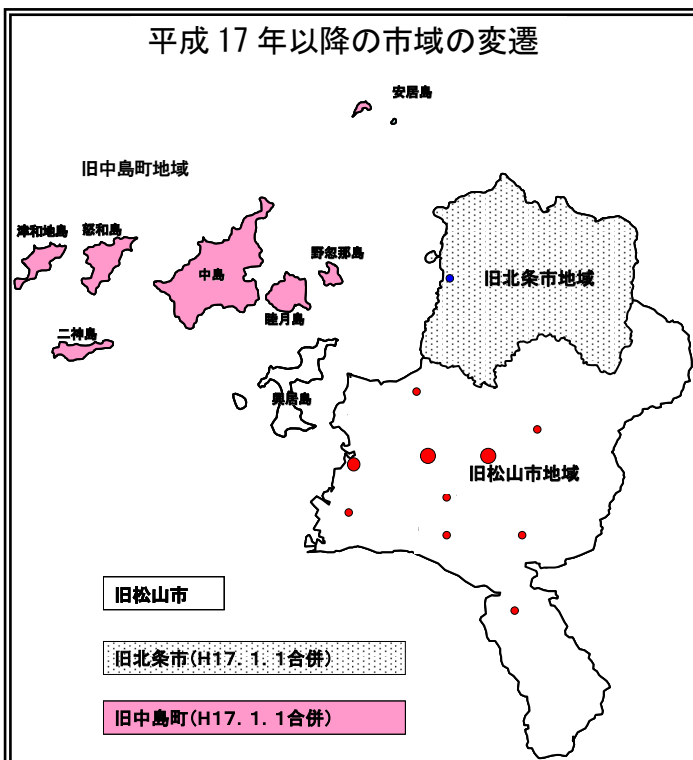 平成17年以降の市域の変遷
安居島
旧中島町地域
津和地島
怒和島
野忽那島
中島
旧北条市地域
睦月島
二神島
興居島
旧松山市地域
旧松山市
旧北条市(H17. 1. 1合併)
旧中島町(H17. 1. 1合併)